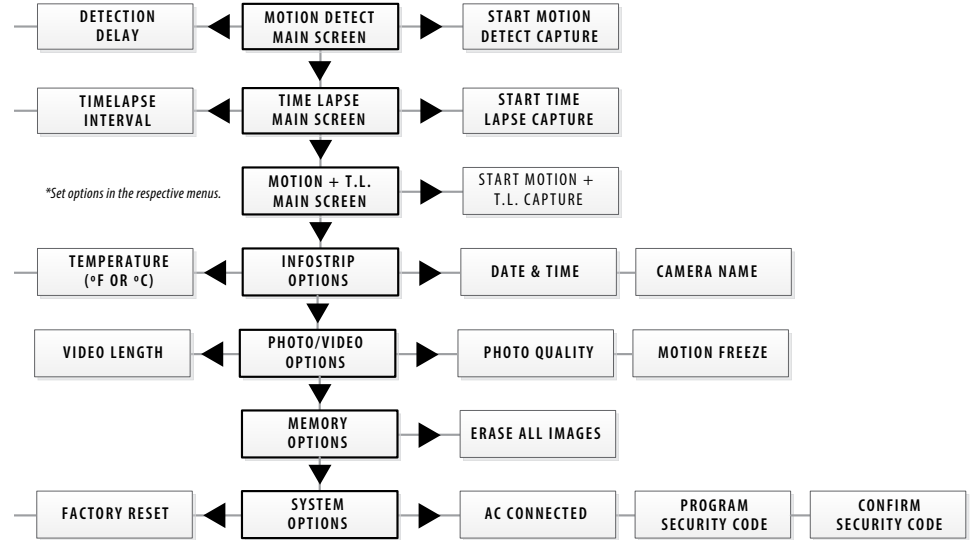 DETECTION
DELAY
MOTION DETECT
MAIN SCREEN
START MOTION
DETECT CAPTURE
TIMELAPSE
INTERVAL
TIME LAPSE
MAIN SCREEN
START TIME
LAPSE CAPTURE
*Set options in the respective menus.
MOTION + T.L.
MAIN SCREEN
START MOTION +
T.L. CAPTURE
TEMPERATURE
(ºF OR ºC)
INFOSTRIP
OPTIONS
DATE & TIME
CAMERA NAME
VIDEO LENGTH
PHOTO/VIDEO
OPTIONS
PHOTO QUALITY
MOTION FREEZE
MEMORY
OPTIONS
ERASE ALL IMAGES
FACTORY RESET
SYSTEM
OPTIONS
AC CONNECTED
PROGRAM
SECURITY CODE
CONFIRM
SECURITY CODE